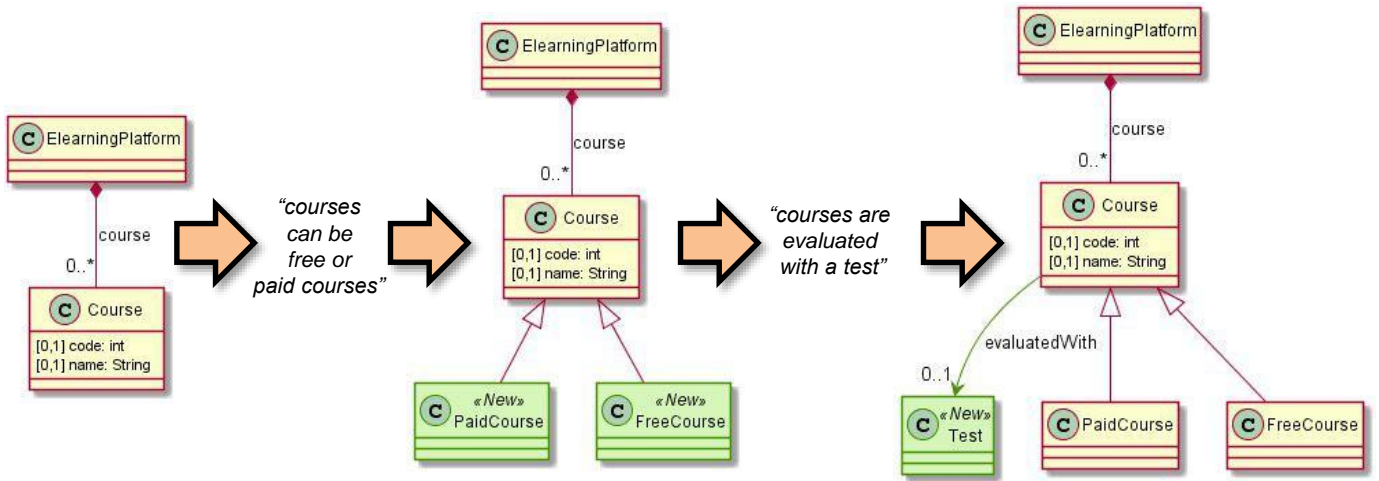 C ElearningPlatform
course
0..*
C Course
[0,1] code: int
[0,1] name: String
“courses
can be
free or
paid courses”
C ElearningPlatform
course
0..*
C Course
[0,1] code: int
[0,1] name: String
C «New»
PaidCourse
C «New»
FreeCourse
“courses are
evaluated
with a test”
C ElearningPlatform
course
0..*
C Course
[0,1] code: int
[0,1] name: String
evaluatedWith
0..1
C «New»
Test
C PaidCourse
C FreeCourse